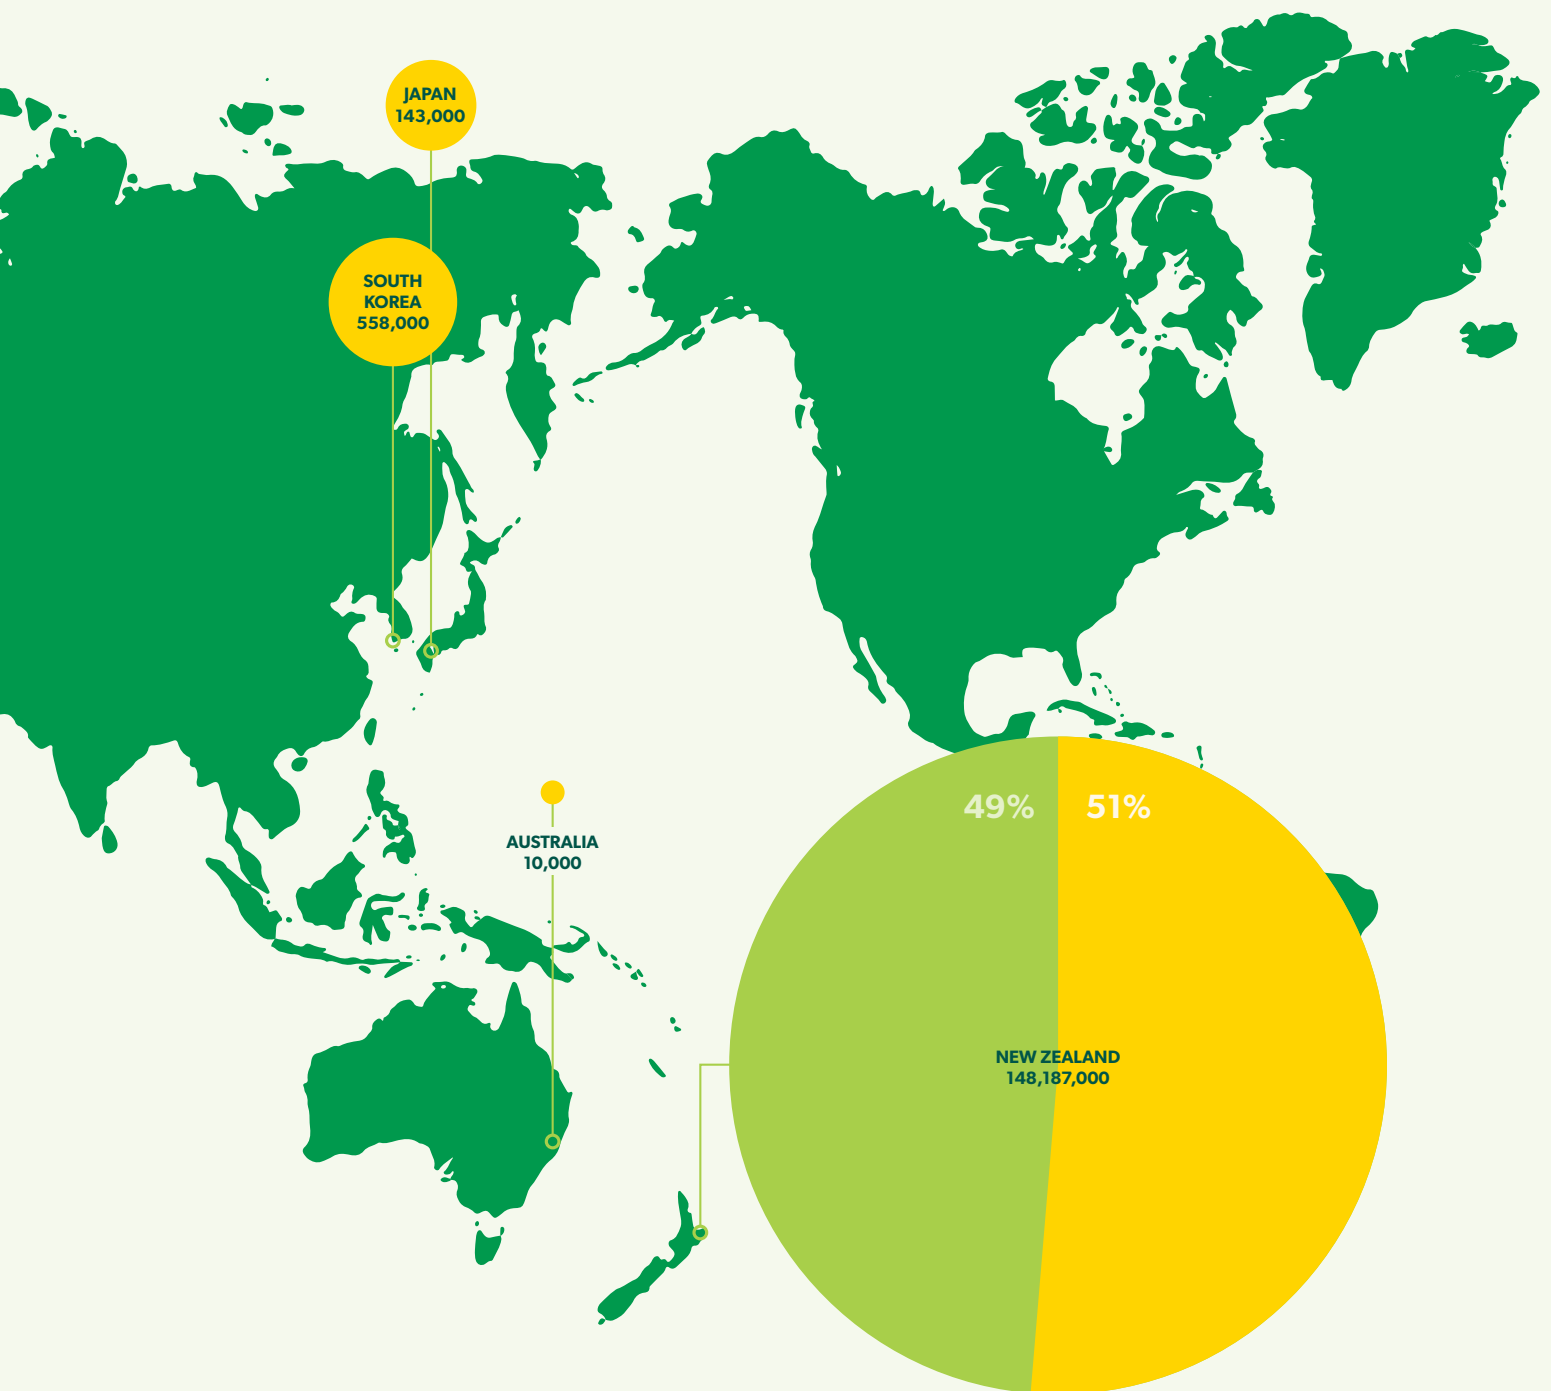 JAPAN
143,000
SOUTH
KOREA
558,000
49%
51%
AUSTRALIA
10,000
NEW ZEALAND
148,187,000